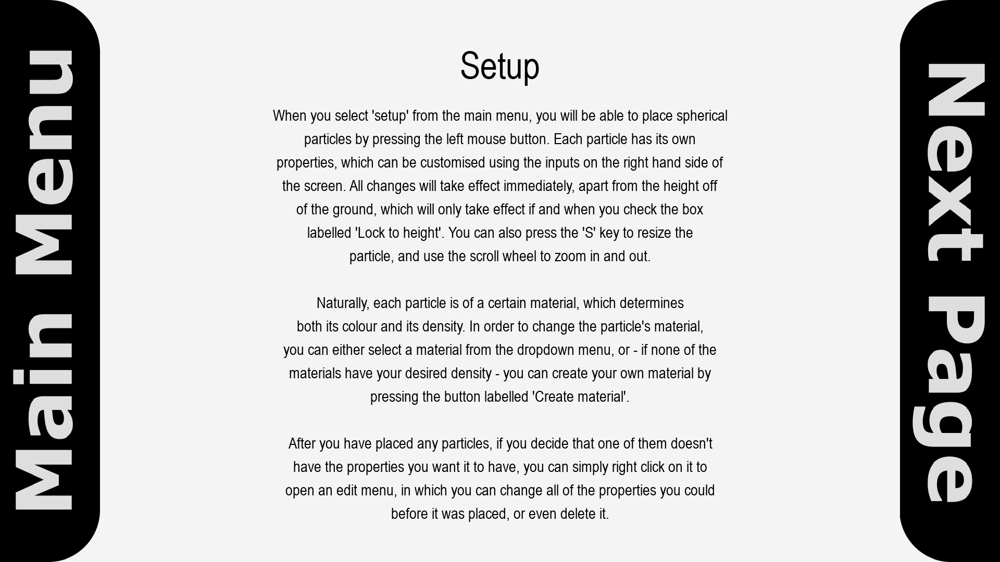 Main Menu
Setup
When you select 'setup' from the main menu, you will be able to place spherical
particles by pressing the left mouse button. Each particle has its own
properties, which can be customised using the inputs on the right hand side of
the screen. All changes will take effect immediately, apart from the height off
of the ground, which will only take effect if and when you check the box
labelled 'Lock to height'. You can also press the 'S' key to resize the
particle, and use the scroll wheel to zoom in and out.
Naturally, each particle is of a certain material, which determines
both its colour and its density. In order to change the particle's material,
you can either select a material from the dropdown menu, or - if none of the
materials have your desired density - you can create your own material by
pressing the button labelled 'Create material'.
After you have placed any particles, if you decide that one of them doesn't
have the properties you want it to have, you can simply right click on it to
open an edit menu, in which you can change all of the properties you could
before it was placed, or even delete it.
Next Page